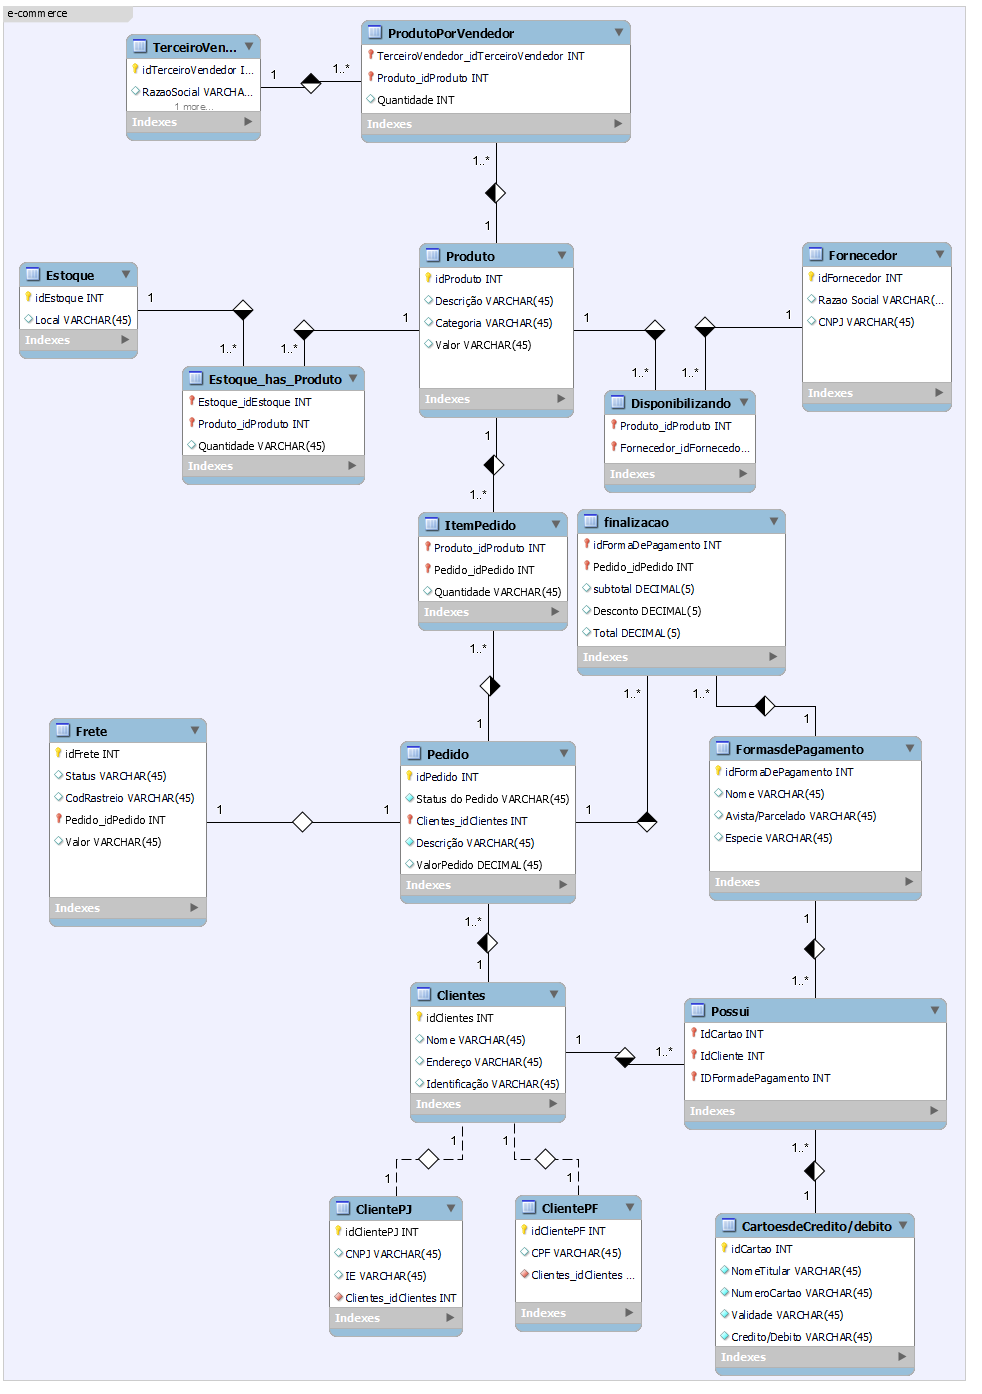 e-commerce
TerceiroVen...
idTerceiroVendedor I...
RazaoSocial VARCHA...
1 more...
Indexes
1
1..*
ProdutoPorVendedor
TerceiroVendedor_idTerceiroVendedor INT
Produto_idProduto INT
Quantidade INT
Indexes
1..*
1
Estoque
idEstoque INT
Local VARCHAR(45)
Indexes
1
1..*
Produto
idProduto INT
Descrição VARCHAR(45)
Categoria VARCHAR(45)
Valor VARCHAR(45)
Indexes
1
1..*
1
1..*
Fornecedor
idFornecedor INT
Razao Social VARCHAR(...
CNPJ VARCHAR(45)
Indexes
1
1..*
Estoque_has_Produto
Estoque_idEstoque INT
Produto_idProduto INT
Quantidade VARCHAR(45)
Indexes
Disponibilizando
Produto_idProduto INT
Fornecedor_idFornecedo...
Indexes
1
1..*
ItemPedido
Produto_idProduto INT
Pedido_idPedido INT
Quantidade VARCHAR(45)
Indexes
1..*
1
finalizacao
idFormaDePagamento INT
Pedido_idPedido INT
subtotal DECIMAL(5)
Desconto DECIMAL(5)
Total DECIMAL(5)
Indexes
1..*
1..*
1
Frete
idFrete INT
Status VARCHAR(45)
CodRastreio VARCHAR(45)
Pedido_idPedido INT
Valor VARCHAR(45)
Indexes
1
1
Pedido
idPedido INT
Status do Pedido VARCHAR(45)
Clientes_idClientes INT
Descrição VARCHAR(45)
ValorPedido DECIMAL(45)
Indexes
1
1..*
1
FormasdePagamento
idFormaDePagamento INT
Nome VARCHAR(45)
Avista/Parcelado VARCHAR(45)
Especie VARCHAR(45)
Indexes
1
1..*
Clientes
idClientes INT
Nome VARCHAR(45)
Endereço VARCHAR(45)
Identificação VARCHAR(45)
Indexes
1
1..*
Possui
IdCartao INT
IdCliente INT
IDFormadePagamento INT
Indexes
1..*
1
1
1
1
1
ClientePJ
idClientePJ INT
CNPJ VARCHAR(45)
IE VARCHAR(45)
Clientes_idClientes INT
Indexes
ClientePF
idClientePF INT
CPF VARCHAR(45)
Clientes_idClientes ...
Indexes
CartoesdeCredito/debito
idCartao INT
NomeTitular VARCHAR(45)
NumeroCartao VARCHAR(45)
Validade VARCHAR(45)
Credito/Debito VARCHAR(45)
Indexes